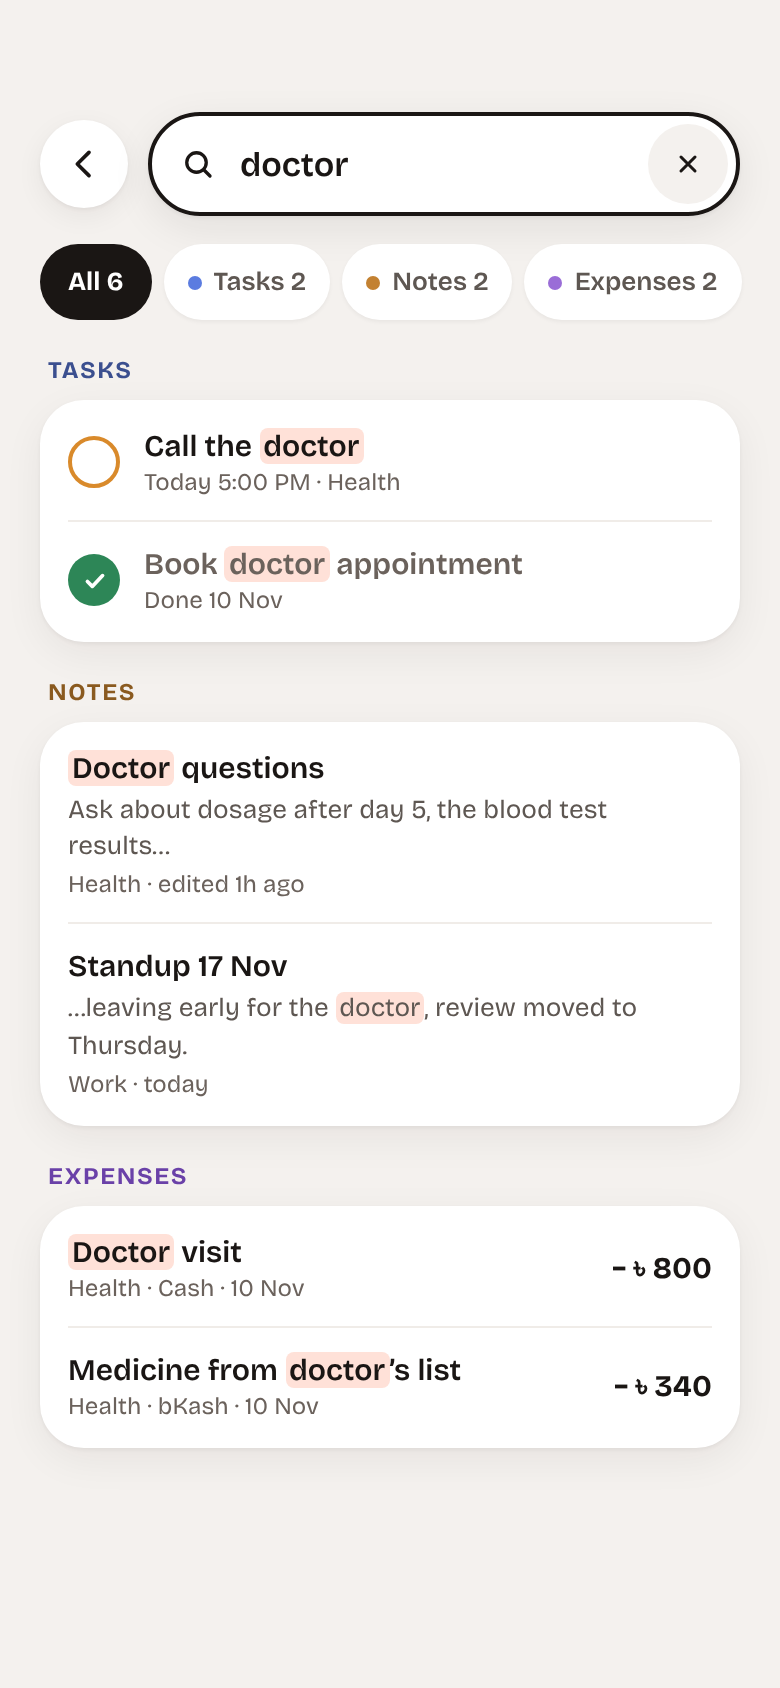 doctor
All 6
Tasks 2
Notes 2
Expenses 2
TASKS
Call the doctor
Today 5:00 PM · Health
Book doctor appointment
Done 10 Nov
NOTES
Doctor questions
Ask about dosage after day 5, the blood test
results...
Health · edited 1h ago
Standup 17 Nov
...leaving early for the doctor, review moved to
Thursday.
Work · today
EXPENSES
Doctor visit
− ৳ 800
Health · Cash · 10 Nov
Medicine from doctor’s list
− ৳ 340
Health · bKash · 10 Nov